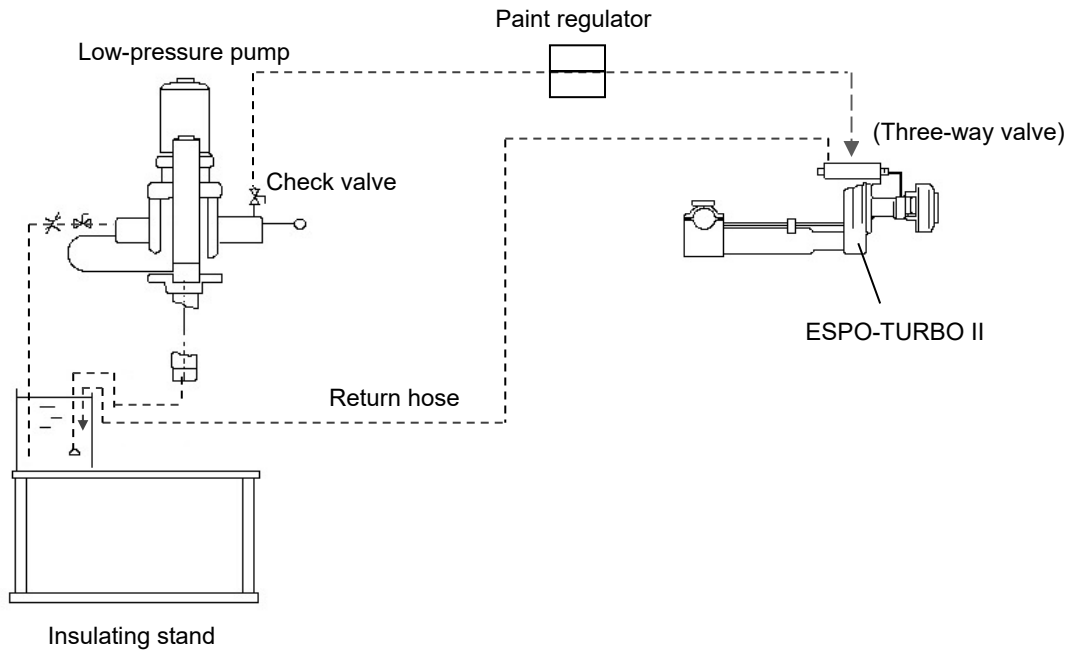 Paint regulator
Low-pressure pump
(Three-way valve)
Check valve
ESPO-TURBO II
Return hose
Insulating stand